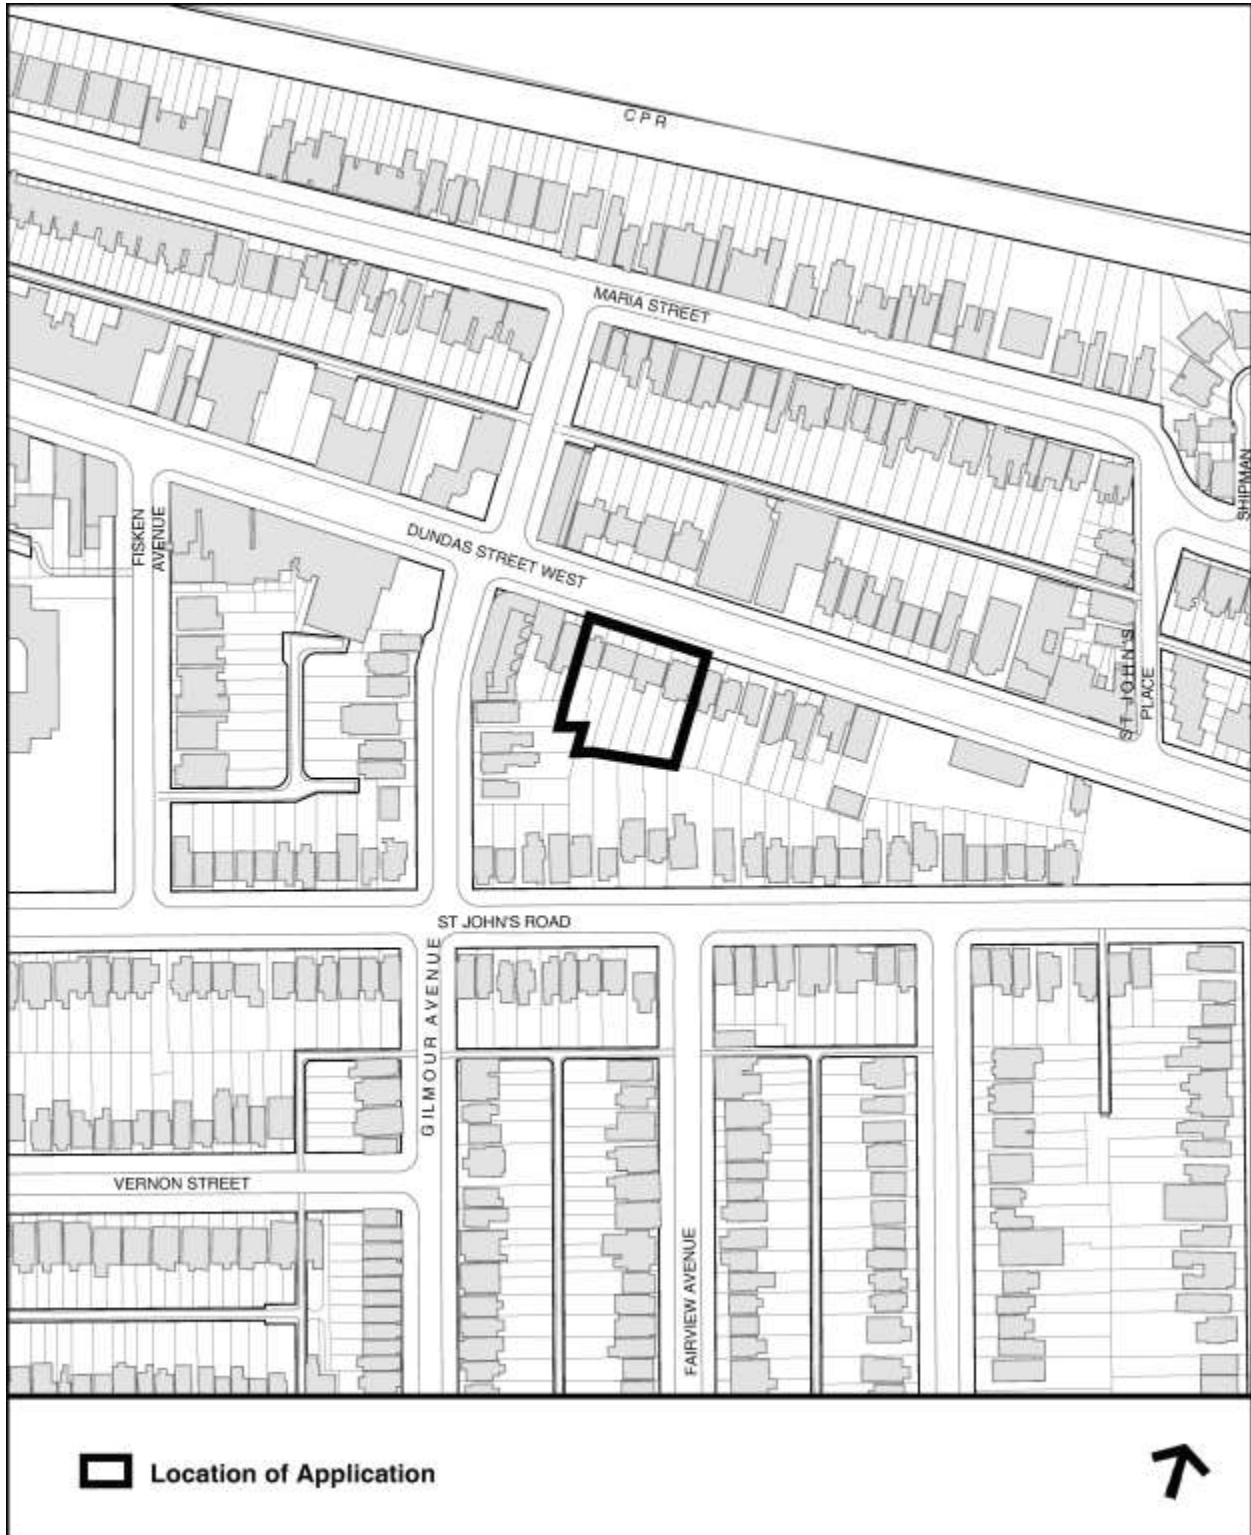 CPR
MARIA STREET
SHIPMAN
FISKEN
AVENUE
DUNDAS STREET WEST
ST JOHN'S
PLACE
ST JOHN'S ROAD
GILMOUR AVENUE
VERNON STREET
FAIRVIEW AVENUE
Location of Application